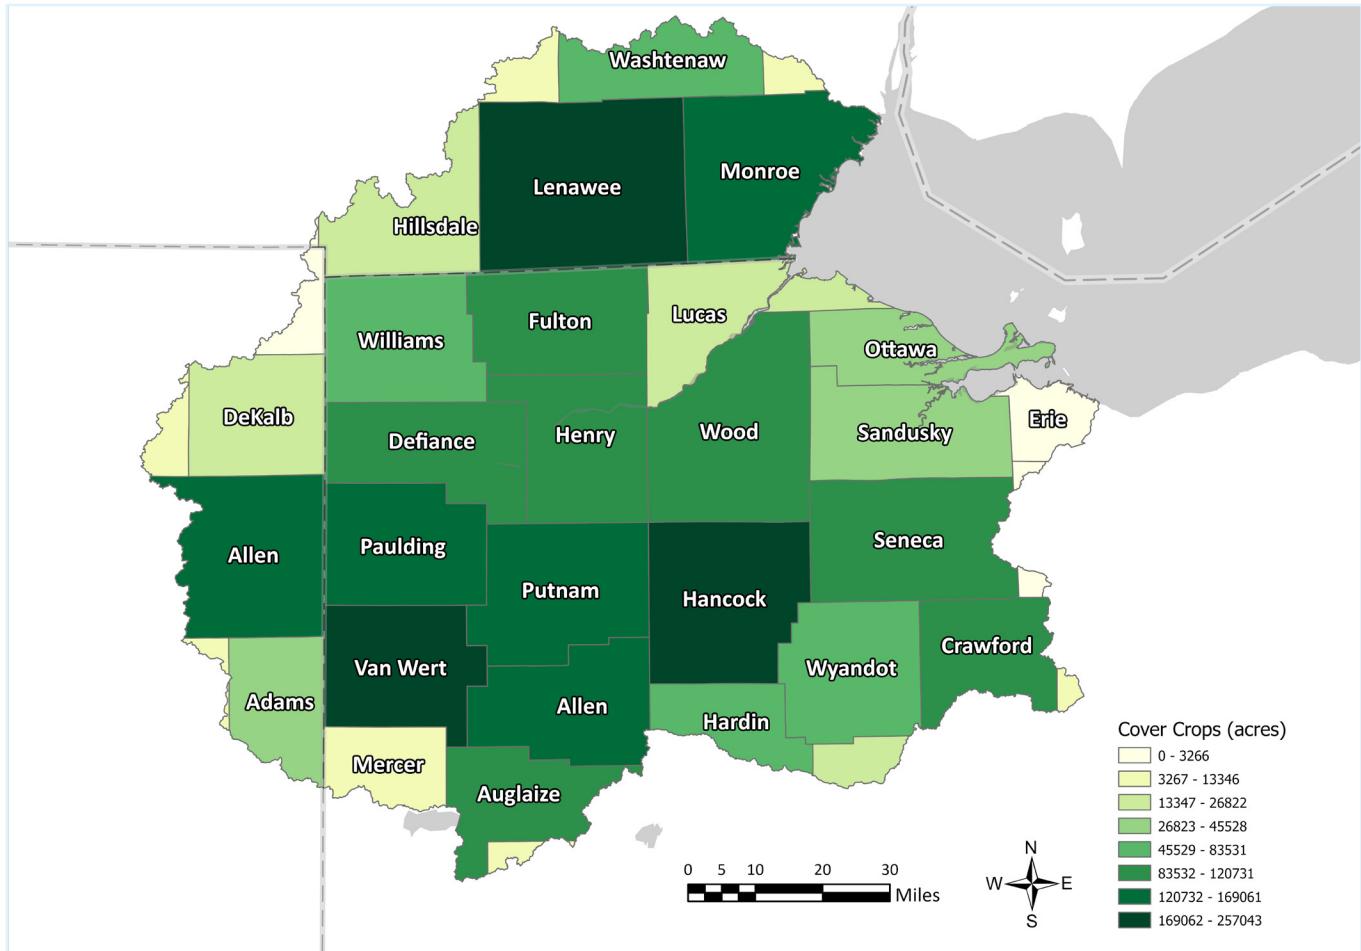 Washtenaw
Monroe
Lenawee
Hillsdale
Lucas
Fulton
Williams
Ottawa
DeKalb
Erie
Wood
Sandusky
Henry
Defiance
Seneca
Paulding
Allen
Putnam
Hancock
Crawford
Van Wert
Wyandot
Adams
Allen
Hardin
Mercer
Auglaize
Cover Crops (acres)
0 - 3266
3267 - 13346
13347 - 26822
26823 - 45528
45529 - 83531
83532 - 120731
120732 - 169061
169062 - 257043
0 5 10 20 30
Miles
N
W E
S